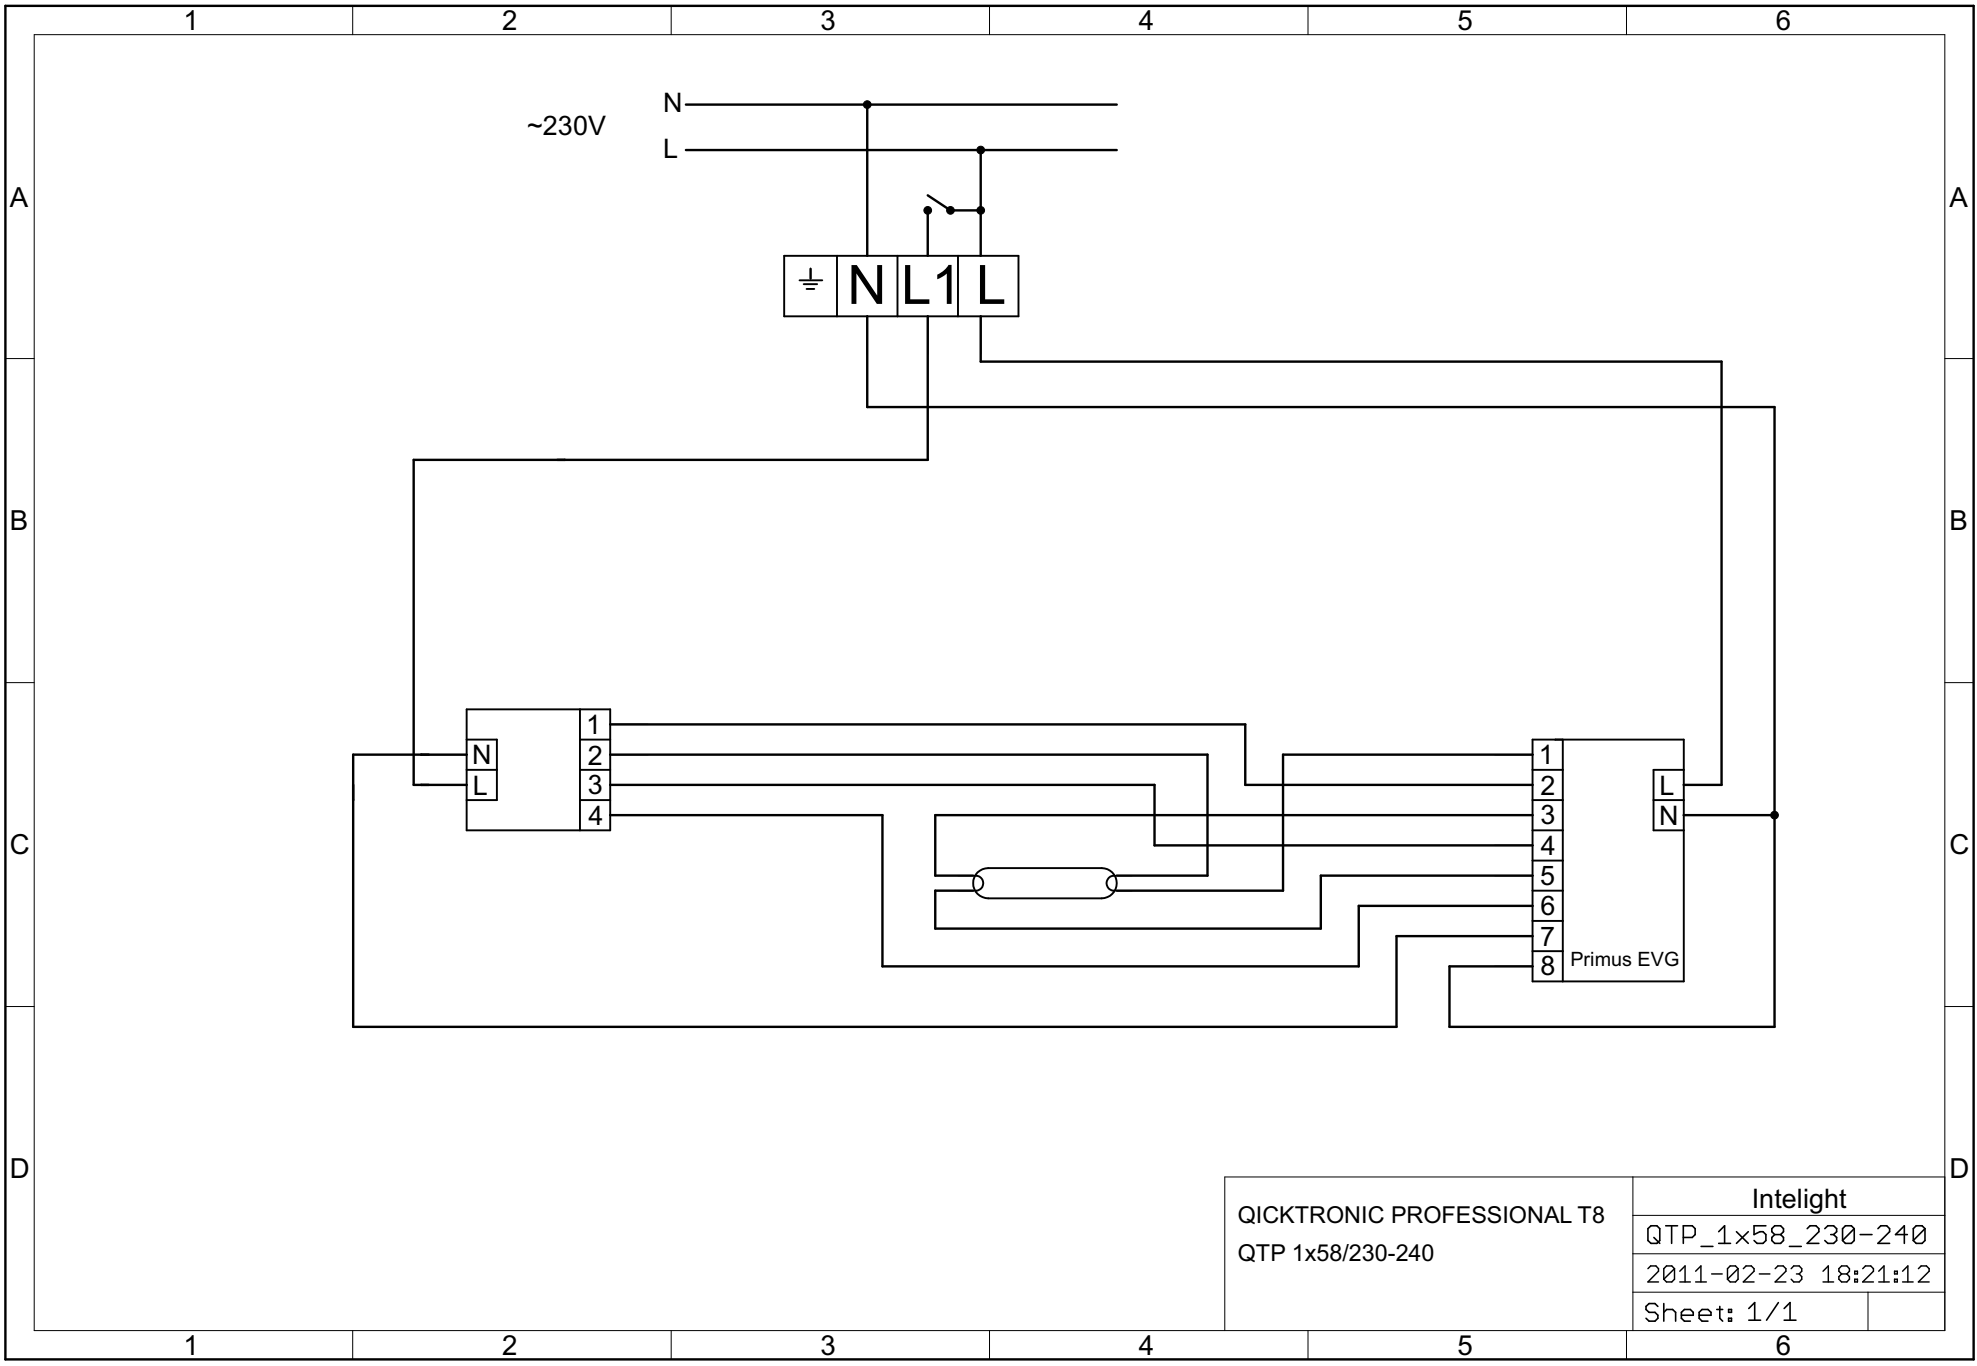 1 2 3 4 5 6
N
~230V
L
A A
N L1 L
B B
1
N 2 1
L 3 2 L
4 3 N
C 4 C
5
6
7
8 Primus EVG
D D
QICKTRONIC PROFESSIONAL T8
QTP 1x58/230-240
Intelight
QTP_1x58_230-240
2011-02-23 18:21:12
Sheet: 1/1
1 2 3 4 5 6